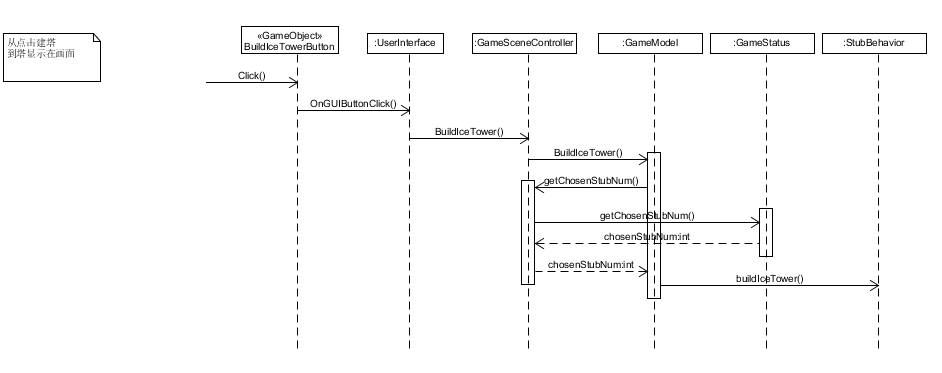 从点击建塔
到塔显示在画面
«GameObject»
BuildIceTowerButton
:UserInterface
:GameSceneController
:GameModel
:GameStatus
:StubBehavior
Click()
OnGUIButtonClick()
BuildIceTower()
BuildIceTower()
getChosenStubNum()
getChosenStubNum()
chosenStubNum:int
chosenStubNum:int
buildIceTower()